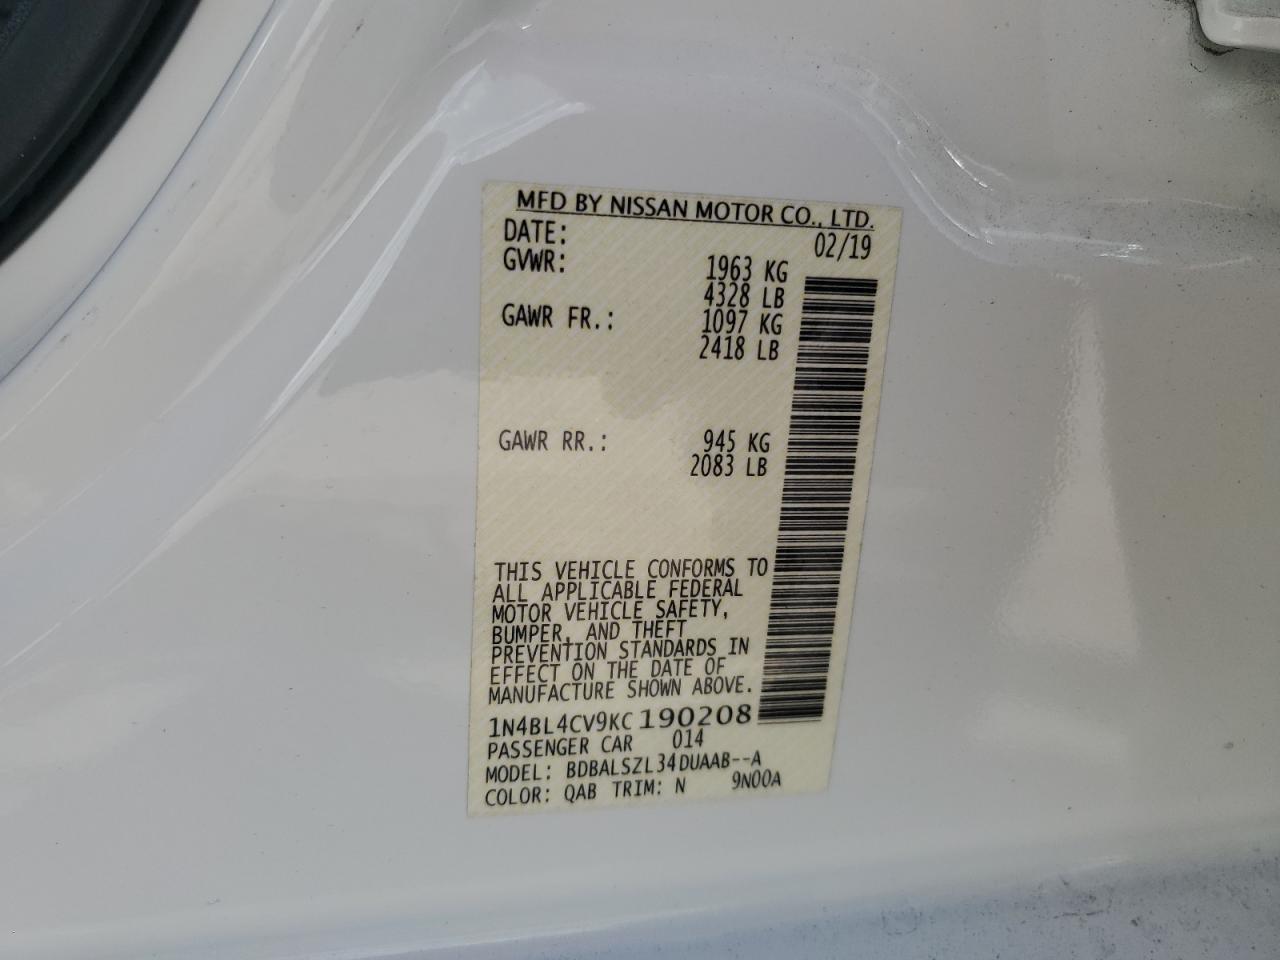 MFD BY NISSAN MOTOR CO., LTD.
DATE: 02/19
GVWR: 1963 KG
4328 LB
GAWR FR.: 1097 KG
2418 LB
GAWR RR.: 945 KG
2083 LB
THIS VEHICLE CONFORMS TO
ALL APPLICABLE FEDERAL
MOTOR VEHICLE SAFETY,
BUMPER, AND THEFT
PREVENTION STANDARDS IN
EFFECT ON THE DATE OF
MANUFACTURE SHOWN ABOVE.
1N4BL4CV9KC190208
PASSENGER CAR 014
MODEL: BDBALSZL34DUAAB--A
COLOR: QAB TRIM: N 9N00A